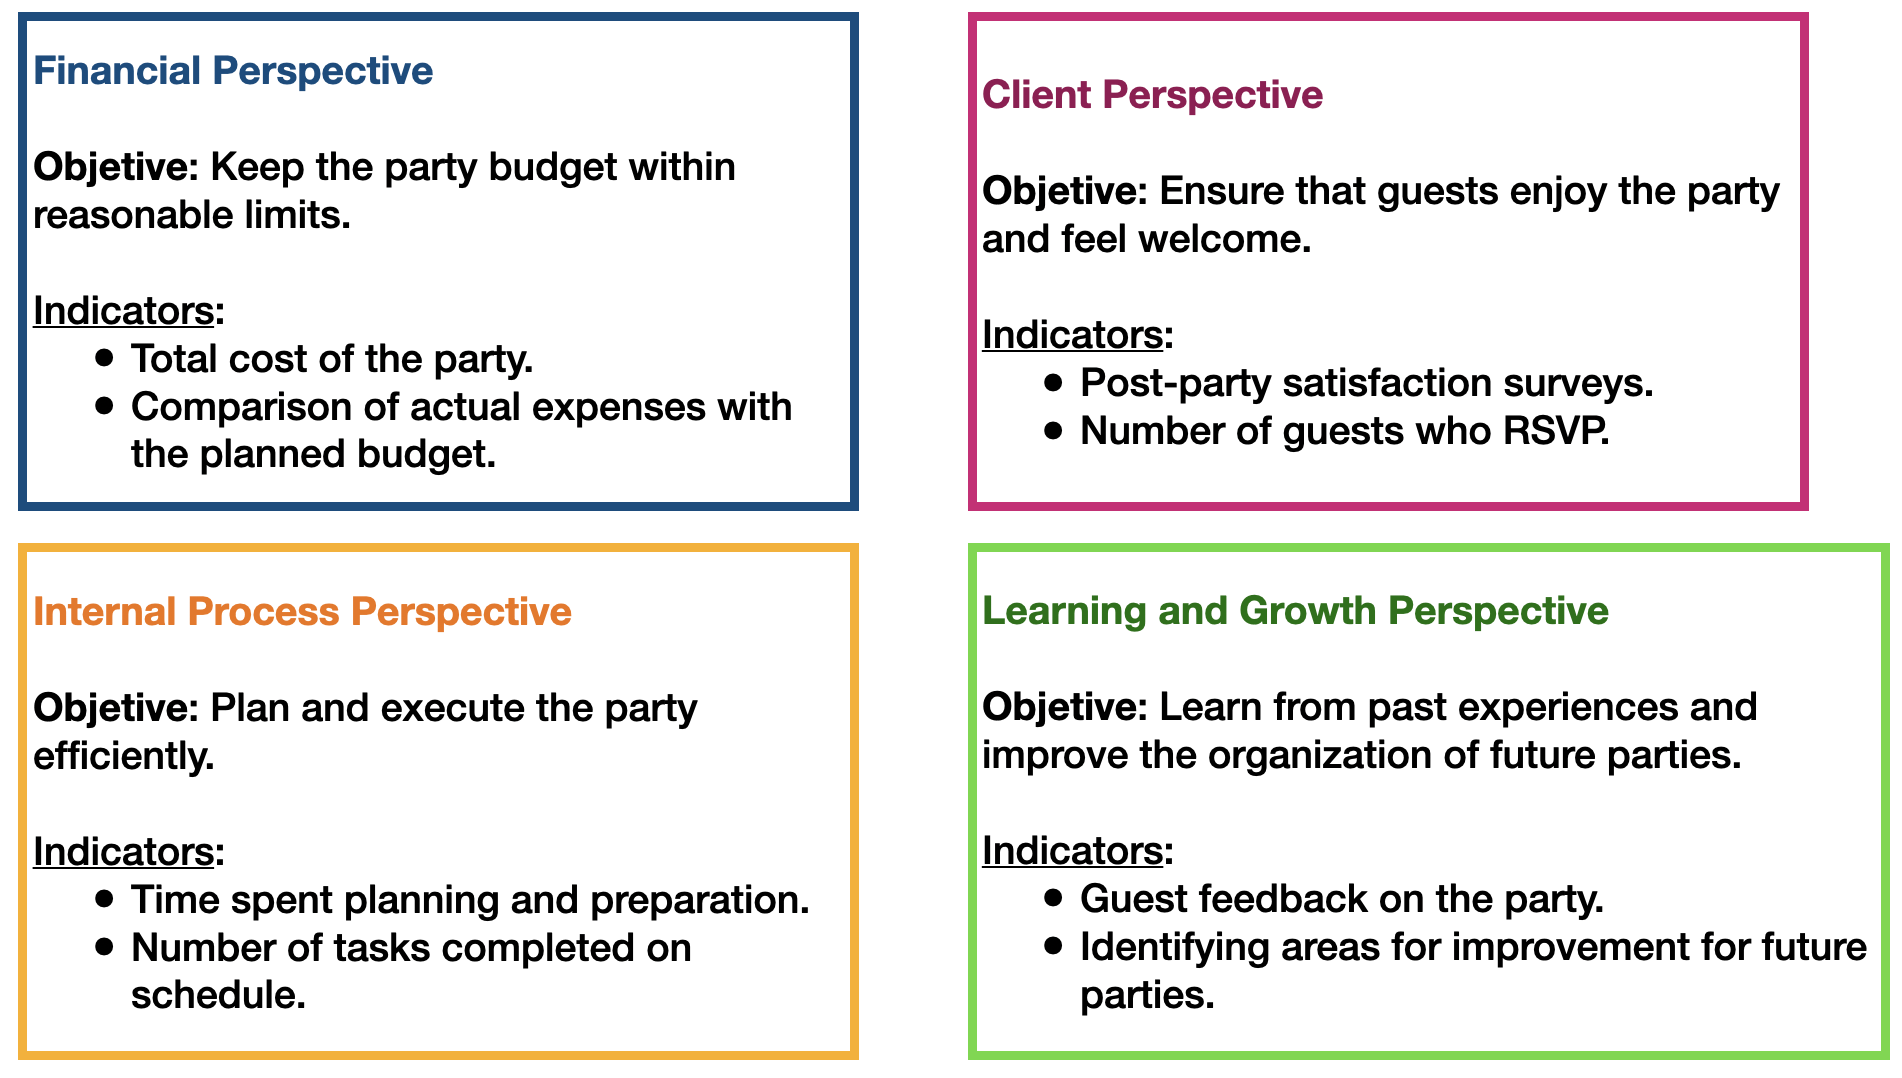 Financial Perspective
Objetive: Keep the party budget within
reasonable limits.
Indicators:
● Total cost of the party.
● Comparison of actual expenses with
the planned budget.
Client Perspective
Objetive: Ensure that guests enjoy the party
and feel welcome.
Indicators:
● Post-party satisfaction surveys.
● Number of guests who RSVP.
Internal Process Perspective
Objetive: Plan and execute the party
efficiently.
Indicators:
● Time spent planning and preparation.
● Number of tasks completed on
schedule.
Learning and Growth Perspective
Objetive: Learn from past experiences and
improve the organization of future parties.
Indicators:
● Guest feedback on the party.
● Identifying areas for improvement for future
parties.